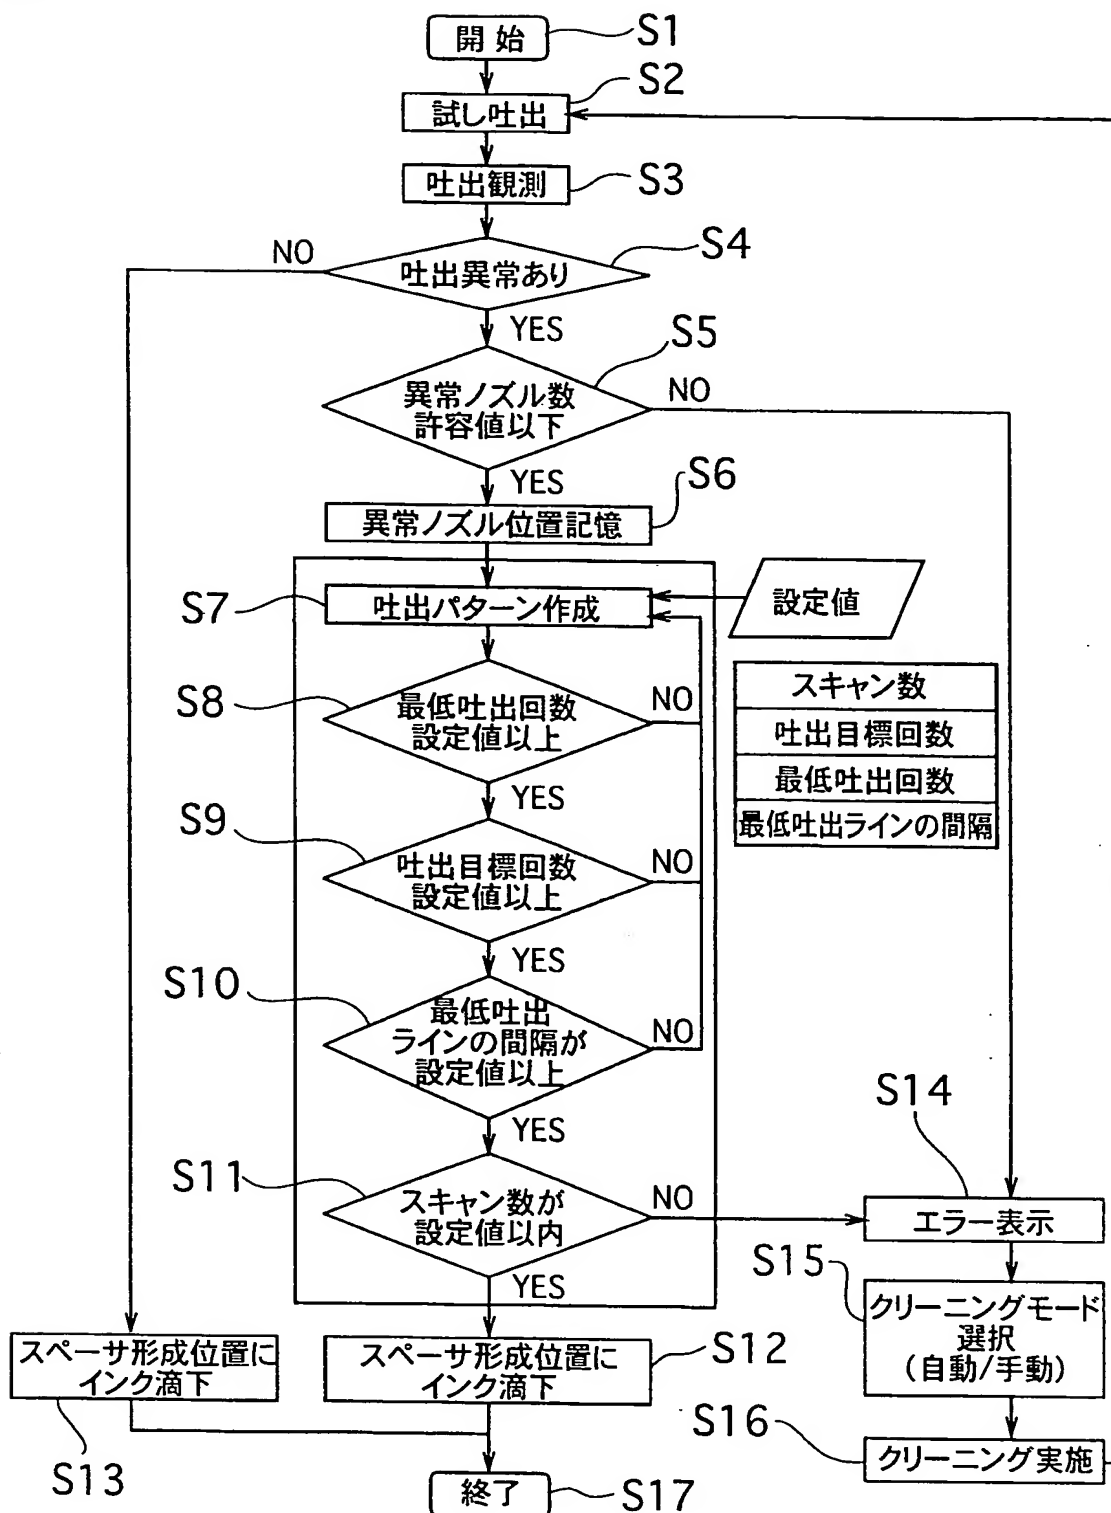 開始
S1
試し吐出
S2
吐出観測
S3
吐出異常あり
S4
NO
YES
異常ノズル数
許容値以下
S5
NO
YES
異常ノズル位置記憶
S6
吐出パターン作成
S7
設定値
最低吐出回数
設定値以上
S8
NO
YES
スキャン数
吐出目標回数
最低吐出回数
最低吐出ラインの間隔
吐出目標回数
設定値以上
S9
NO
YES
最低吐出
ラインの間隔が
設定値以上
S10
NO
YES
スキャン数が
設定値以内
S11
NO
YES
エラー表示
S14
クリーニングモード
選択
(自動/手動)
S15
スペーサ形成位置に
インク滴下
S13
スペーサ形成位置に
インク滴下
S12
クリーニング実施
S16
終了
S17